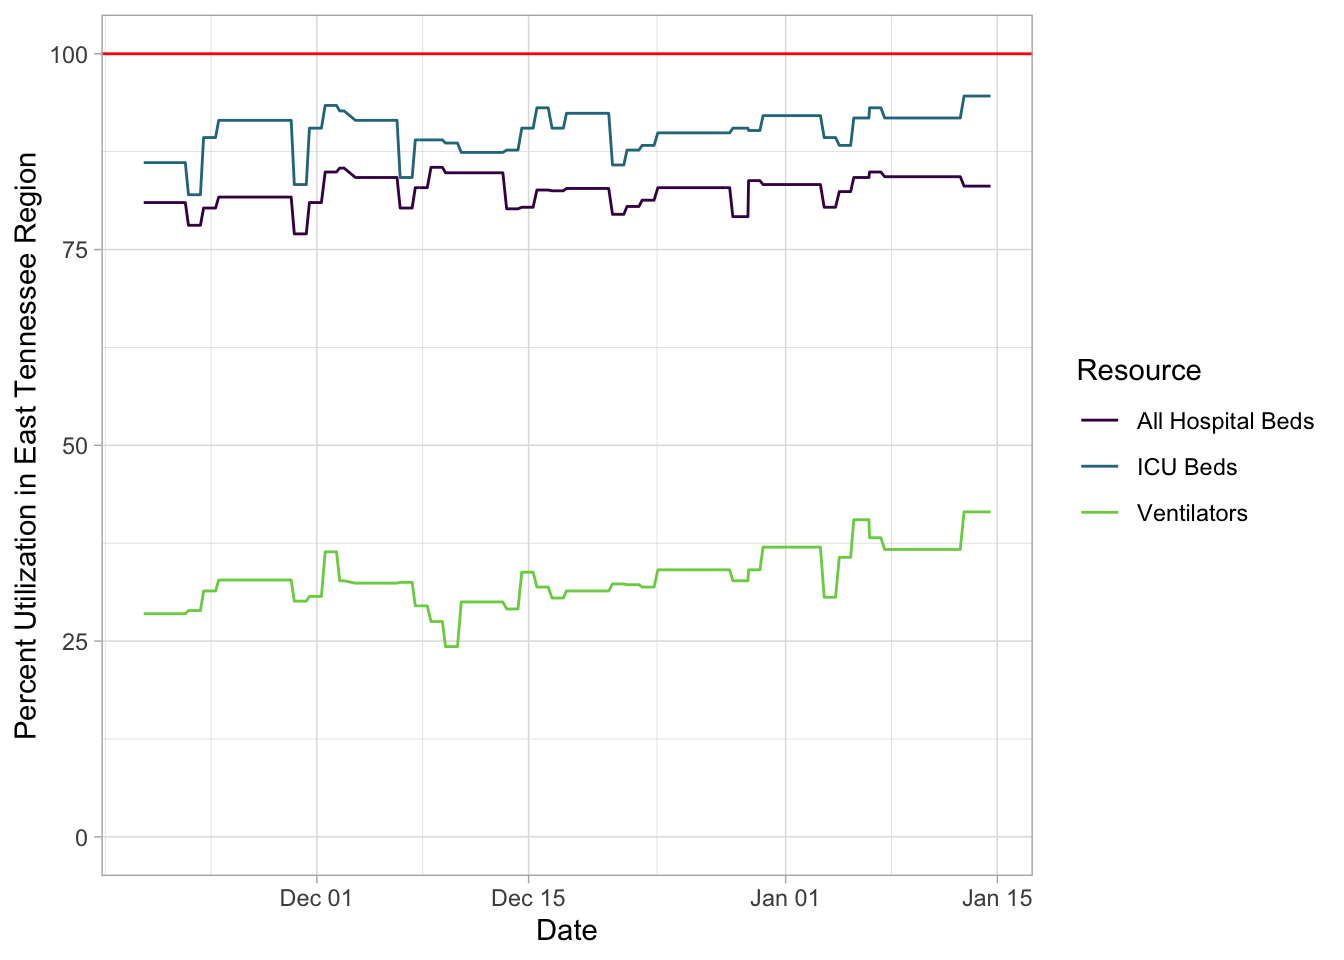 Percent Utilization in East Tennessee Region
100
75
50
25
0
Dec 01
Dec 15
Jan 01
Jan 15
Date
Resource
All Hospital Beds
ICU Beds
Ventilators